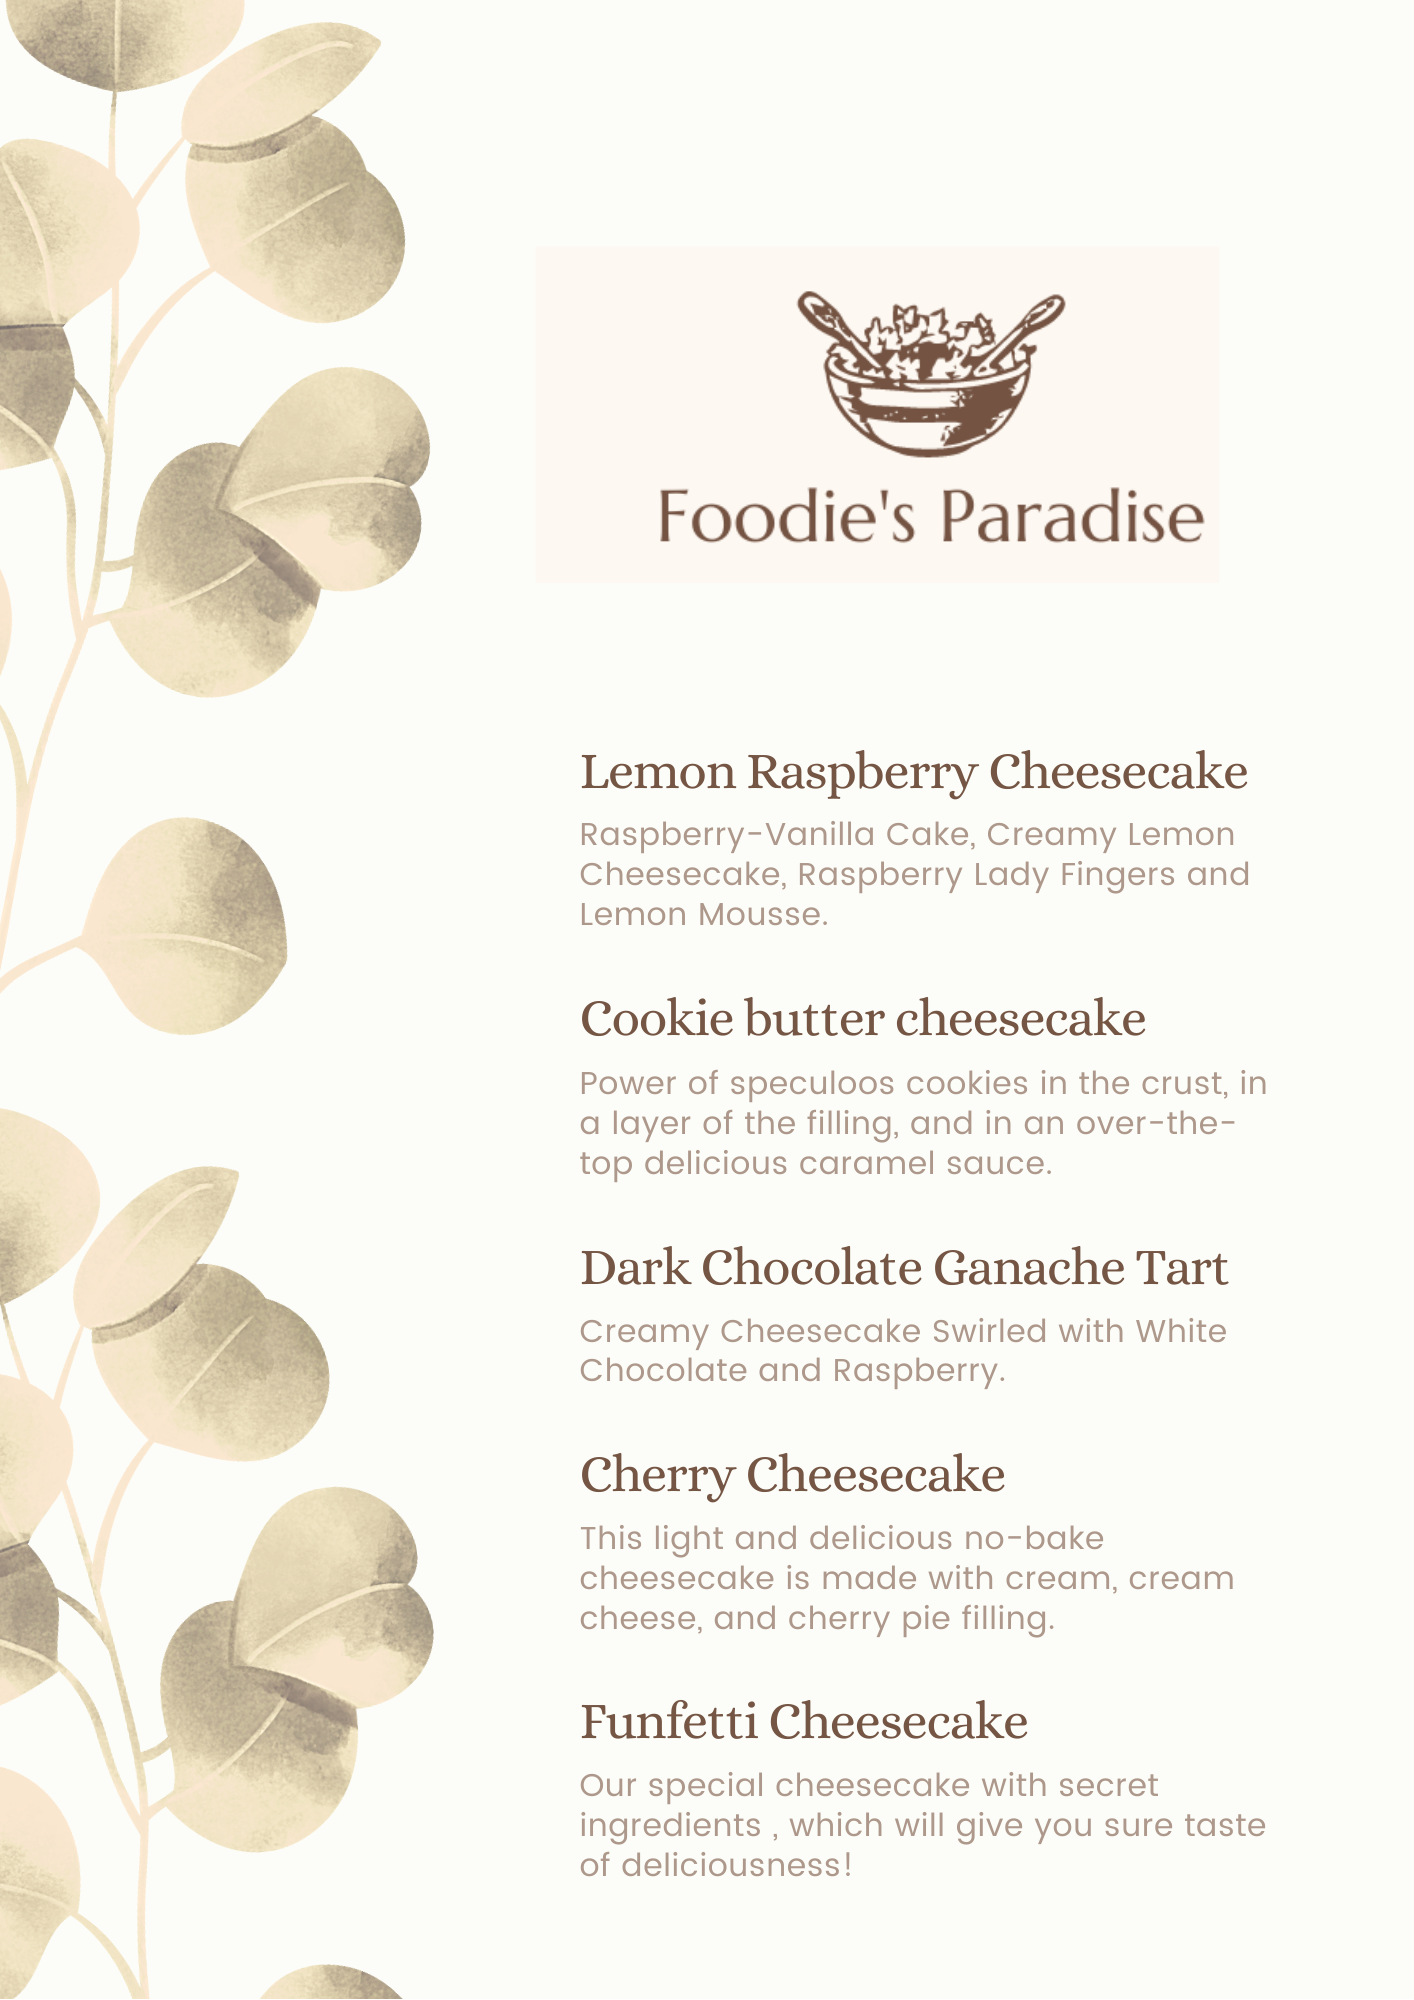 Foodie's Paradise
Lemon Raspberry Cheesecake
Raspberry-Vanilla Cake, Creamy Lemon
Cheesecake, Raspberry Lady Fingers and
Lemon Mousse.
Cookie butter cheesecake
Power of speculoos cookies in the crust, in
a layer of the filling, and in an over-the-
top delicious caramel sauce.
Dark Chocolate Ganache Tart
Creamy Cheesecake Swirled with White
Chocolate and Raspberry.
Cherry Cheesecake
This light and delicious no-bake
cheesecake is made with cream, cream
cheese, and cherry pie filling.
Funfetti Cheesecake
Our special cheesecake with secret
ingredients , which will give you sure taste
of deliciousness!